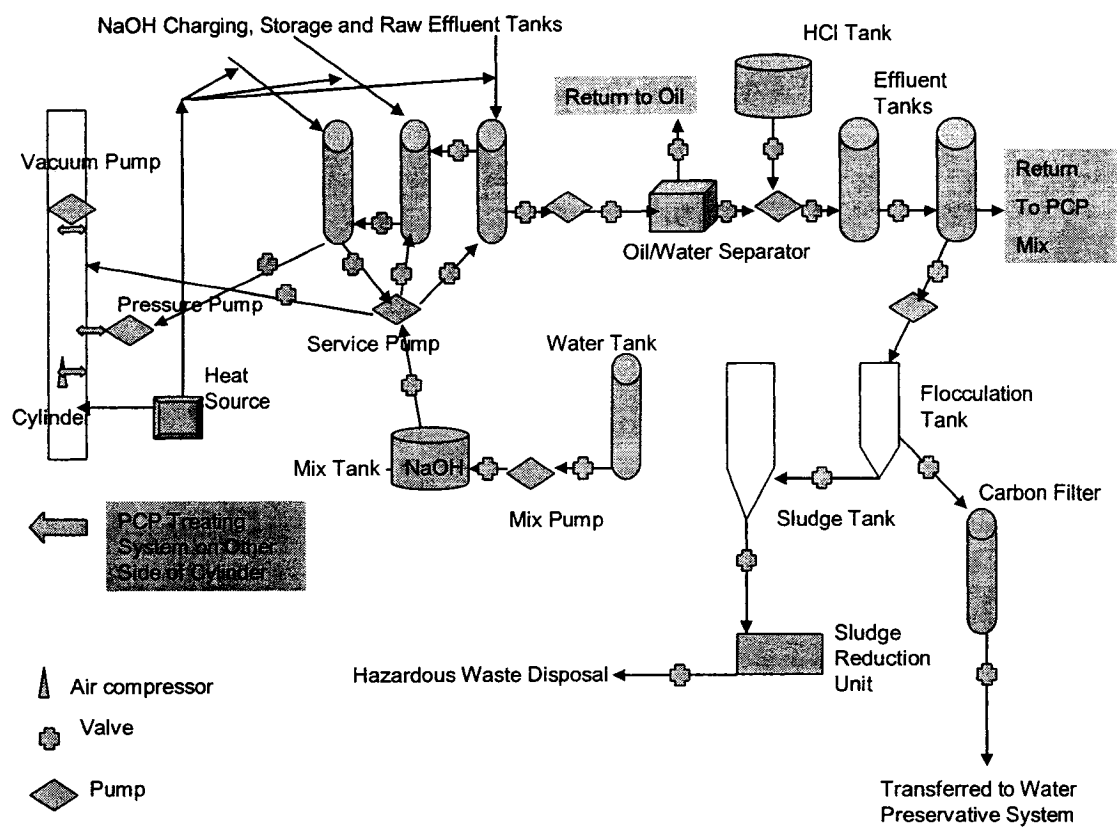 NaOH Charging, Storage and Raw Effluent Tanks
HCl Tank
Effluent
Tanks
Return to Oil
Vacuum Pump
Return
To PCP
Mix
Oil/Water Separator
Pressure Pump
Service Pump
Water Tank
Heat
Source
Cylinder
Flocculation
Tank
Mix Tank
NaOH
Mix Pump
Sludge Tank
Carbon Filter
PCP Treating
System on Other
Side of Cylinder
Sludge
Reduction
Unit
Hazardous Waste Disposal
Air compressor
Valve
Pump
Transferred to Water
Preservative System